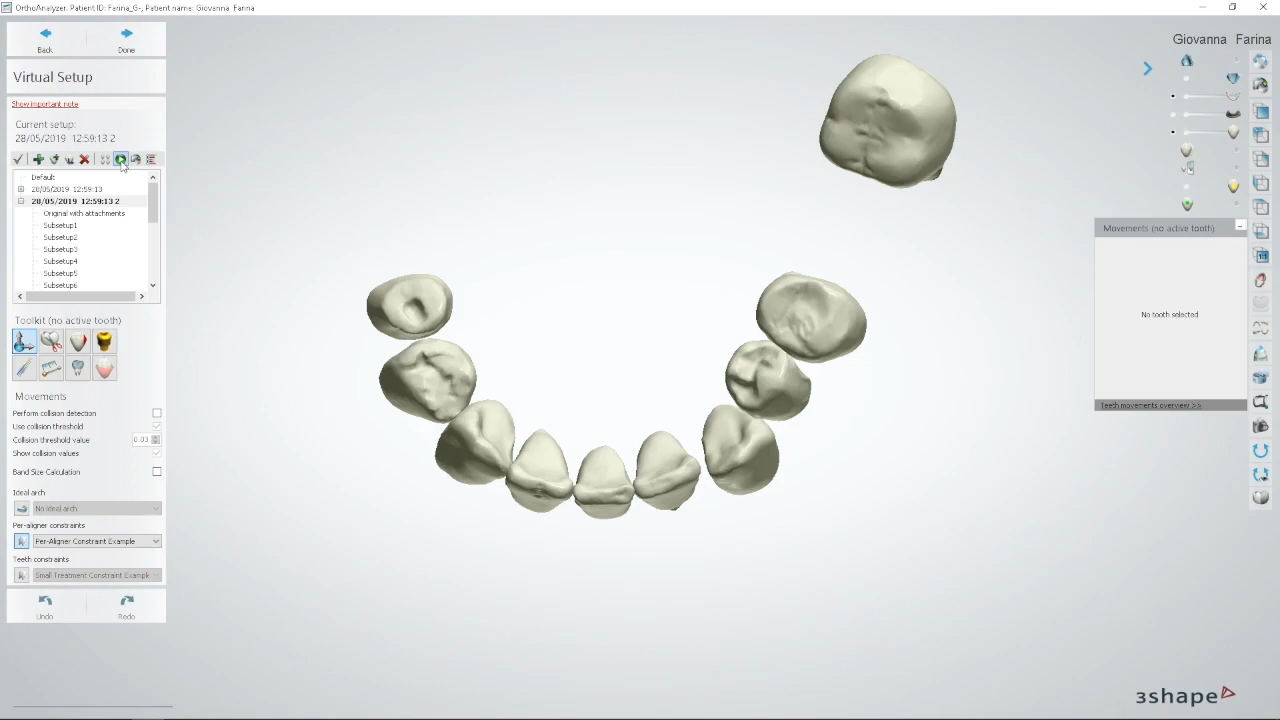 OrthoAnalyzer. Patient ID: Farina_G-, Patient name: Giovanna Farina
Giovanna Farina
Back
Done
Virtual Setup
Show important note
Current setup:
28/05/2019 12:59:13 2
Default
28/05/2019 12:59:13
28/05/2019 12:59:13 2
Original with attachments
Subsetup1
Subsetup2
Subsetup3
Subsetup4
Subsetup5
Subsetup6
Toolkit (no active tooth)
Movements
Perform collision detection
Use collision threshold
Collision threshold value 0.03
Show collision values
Band Size Calculation
Ideal arch
No ideal arch
Per-aligner constraints
Per-Aligner Constraint Example
Teeth constraints
Small Treatment Constraint Example
Undo
Redo
Movements (no active tooth)
No tooth selected
Teeth movements overview >>
3shape